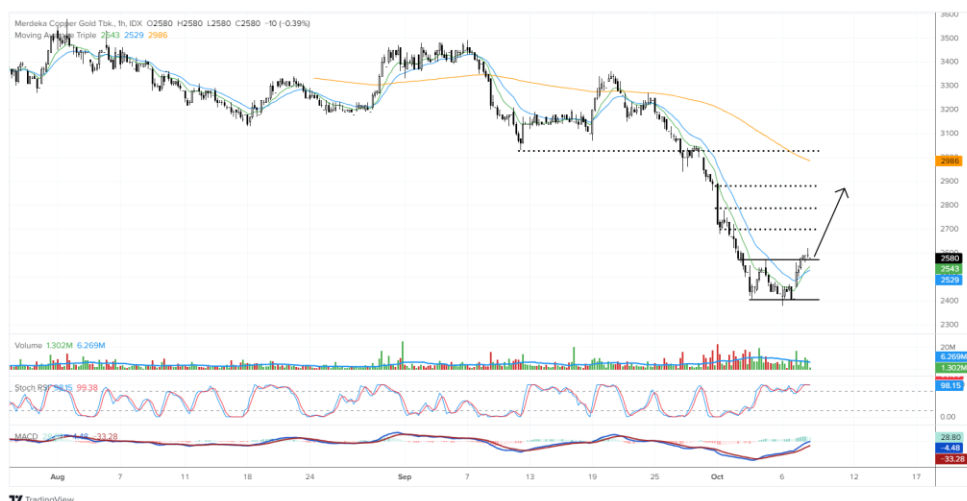 Merdeka Copper Gold Tbk., 1h, IDX O2580 H2580 L2580 C2580 -10 (-0.39%)
Moving Average Triple 2543 2529 2986
3600
3500
3400
3300
3200
3100
3000
2986
2900
2800
2700
2580
2543
2529
2400
2300
Volume 1.302M 6.269M
20M
6.269M
1.302M
Stoch RSI 98.15 99.38
98.15
0.00
MACD -4.48 -33.28
28.80
-4.48
-33.28
Aug 7 13 18 24 Sep 7 13 19 25 Oct 6 12 17
TradingView